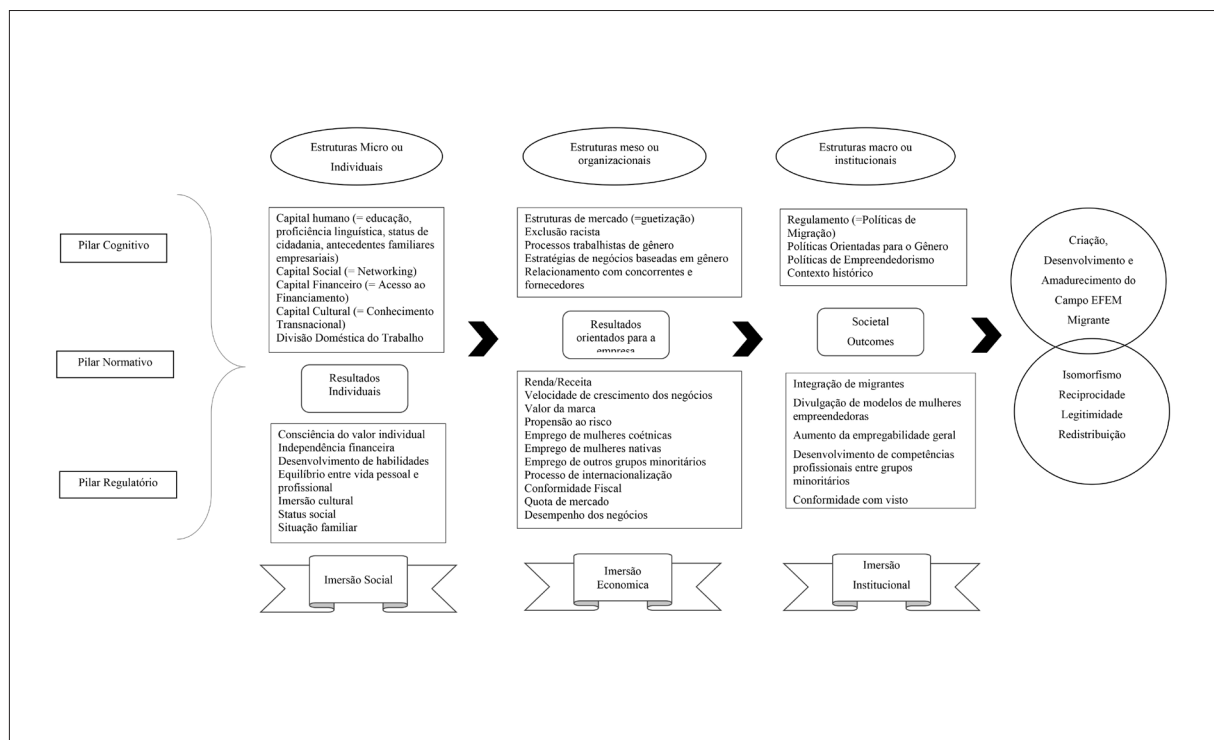 Pilar Cognitivo
Pilar Normativo
Pilar Regulatório
Estruturas Micro ou
Individuais
Capital humano (= educação,
proficiência linguística, status de
cidadania, antecedentes familiares
empresariais)
Capital Social (= Networking)
Capital Financeiro (= Acesso ao
Financiamento)
Capital Cultural (= Conhecimento
Transnacional)
Divisão Doméstica do Trabalho
Resultados
Individuais
Consciência do valor individual
Independência financeira
Desenvolvimento de habilidades
Equilíbrio entre vida pessoal e
profissional
Imersão cultural
Status social
Situação familiar
Imersão Social
Estruturas meso ou
organizacionais
Estruturas de mercado (=guetização)
Exclusão racista
Processos trabalhistas de gênero
Estratégias de negócios baseadas em gênero
Relacionamento com concorrentes e
fornecedores
Resultados
orientados para a
empresa
Renda/Receita
Velocidade de crescimento dos negócios
Valor da marca
Propensão ao risco
Emprego de mulheres coétnicas
Emprego de mulheres nativas
Emprego de outros grupos minoritários
Processo de internacionalização
Conformidade Fiscal
Quota de mercado
Desempenho dos negócios
Imersão
Economica
Estruturas macro ou
institucionais
Regulamento (=Políticas de
Migração)
Políticas Orientadas para o Gênero
Políticas de Empreendedorismo
Contexto histórico
Societal
Outcomes
Integração de migrantes
Divulgação de modelos de mulheres
empreendedoras
Aumento da empregabilidade geral
Desenvolvimento de competências
profissionais entre grupos
minoritários
Conformidade com visto
Imersão
Institucional
Criação,
Desenvolvimento e
Amadurecimento do
Campo EFEM
Migrante
Isomorfismo
Reciprocidade
Legitimidade
Redistribuição